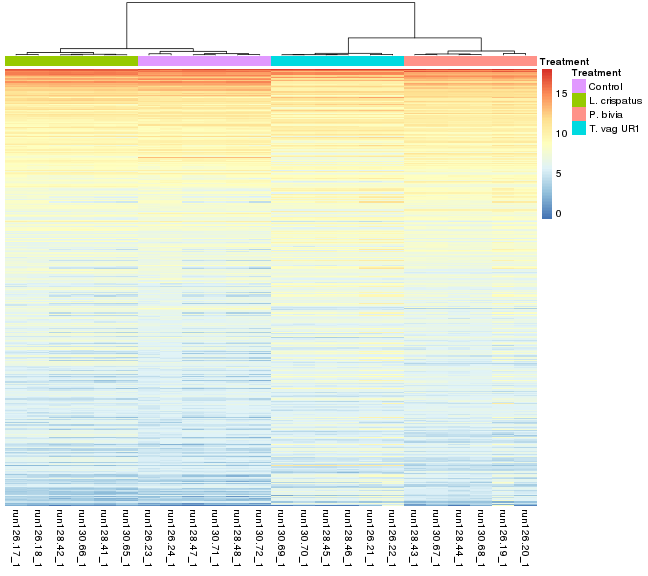 Treatment
Treatment
Control
L. crispatus
P. bivia
T. vag UR1
15
10
5
0
run126.17_1
run126.18_1
run128.42_1
run130.66_1
run128.41_1
run130.65_1
run126.23_1
run126.24_1
run128.47_1
run130.71_1
run128.48_1
run130.72_1
run130.69_1
run130.70_1
run128.45_1
run128.46_1
run126.21_1
run126.22_1
run128.43_1
run130.67_1
run128.44_1
run130.68_1
run126.19_1
run126.20_1